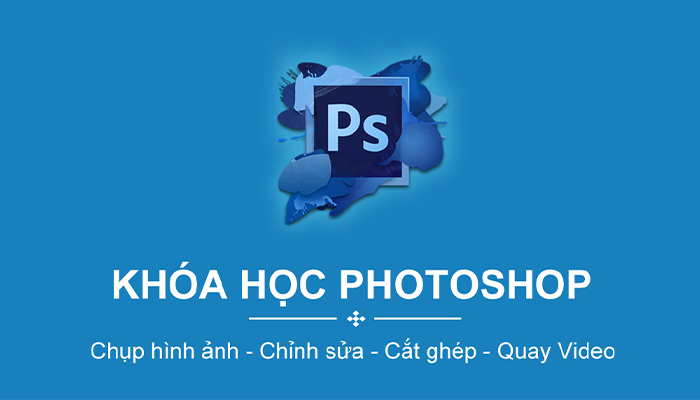 Ps
KHÓA HỌC PHOTOSHOP
Chụp hình ảnh - Chỉnh sửa - Cắt ghép - Quay Video